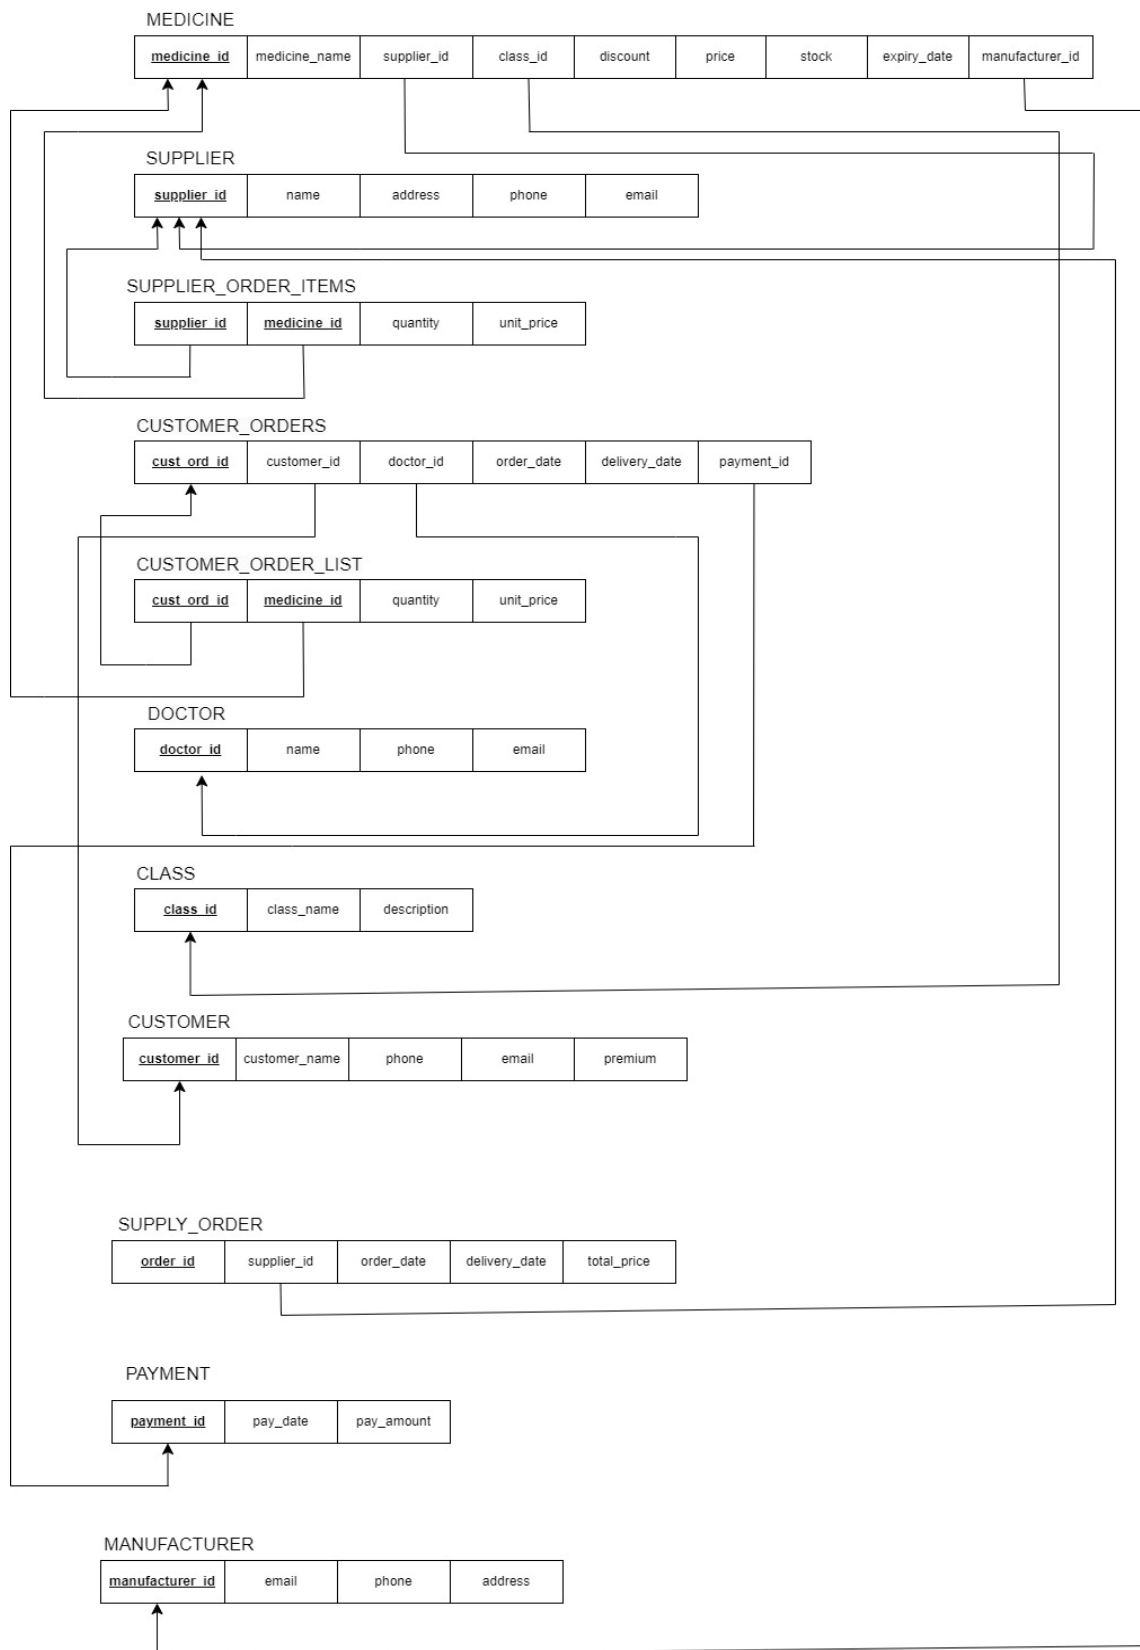 MEDICINE
medicine_id medicine_name supplier_id class_id discount price stock expiry_date manufacturer_id
SUPPLIER
supplier_id name address phone email
SUPPLIER_ORDER_ITEMS
supplier_id medicine_id quantity unit_price
CUSTOMER_ORDERS
cust_ord_id customer_id doctor_id order_date delivery_date payment_id
CUSTOMER_ORDER_LIST
cust_ord_id medicine_id quantity unit_price
DOCTOR
doctor_id name phone email
CLASS
class_id class_name description
CUSTOMER
customer_id customer_name phone email premium
SUPPLY_ORDER
order_id supplier_id order_date delivery_date total_price
PAYMENT
payment_id pay_date pay_amount
MANUFACTURER
manufacturer_id email phone address